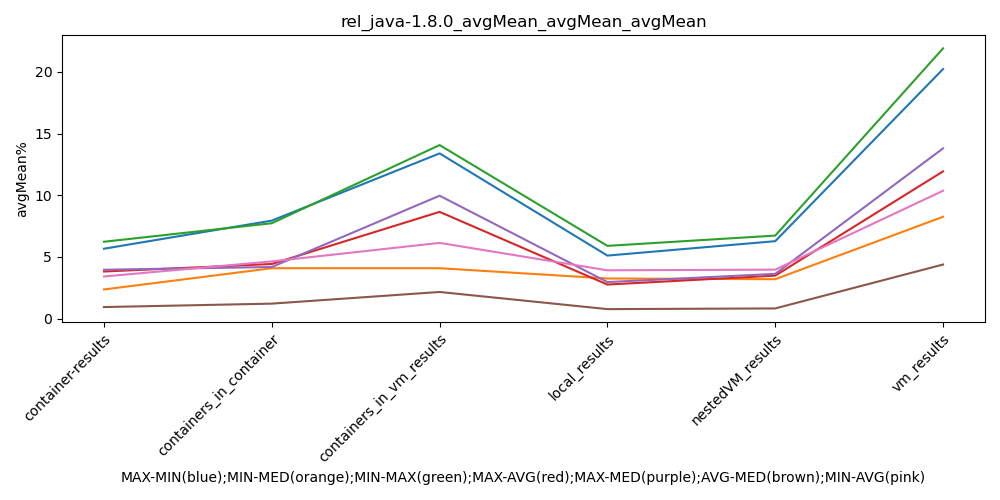 rel_java-1.8.0_avgMean_avgMean_avgMean
avgMean%
20
15
10
5
0
container-results
containers_in_container
containers_in_vm_results
local_results
nestedVM_results
vm_results
MAX-MIN(blue);MIN-MED(orange);MIN-MAX(green);MAX-AVG(red);MAX-MED(purple);AVG-MED(brown);MIN-AVG(pink)